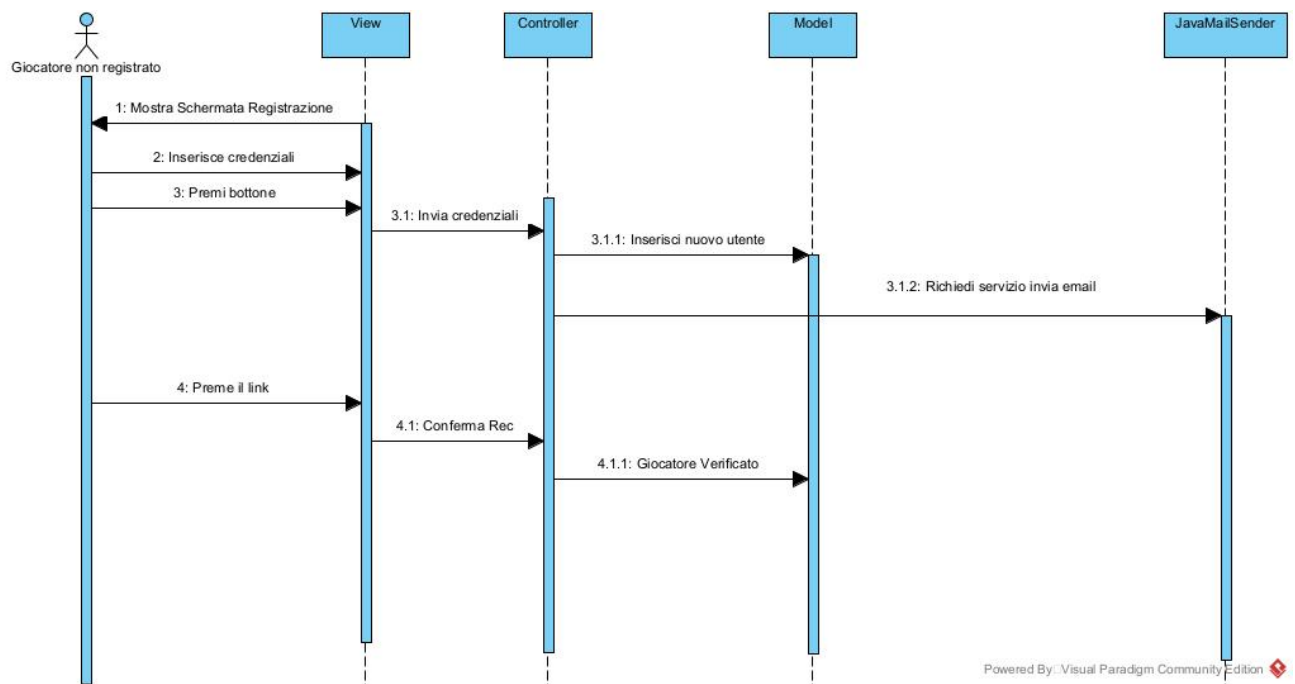 View
Controller
Model
JavaMailSender
Giocatore non registrato
1: Mostra Schermata Registrazione
2: Inserisce credenziali
3: Premi bottone
3.1: Invia credenziali
3.1.1: Inserisci nuovo utente
3.1.2: Richiedi servizio invia email
4: Preme il link
4.1: Conferma Rec
4.1.1: Giocatore Verificato
Powered By Visual Paradigm Community Edition